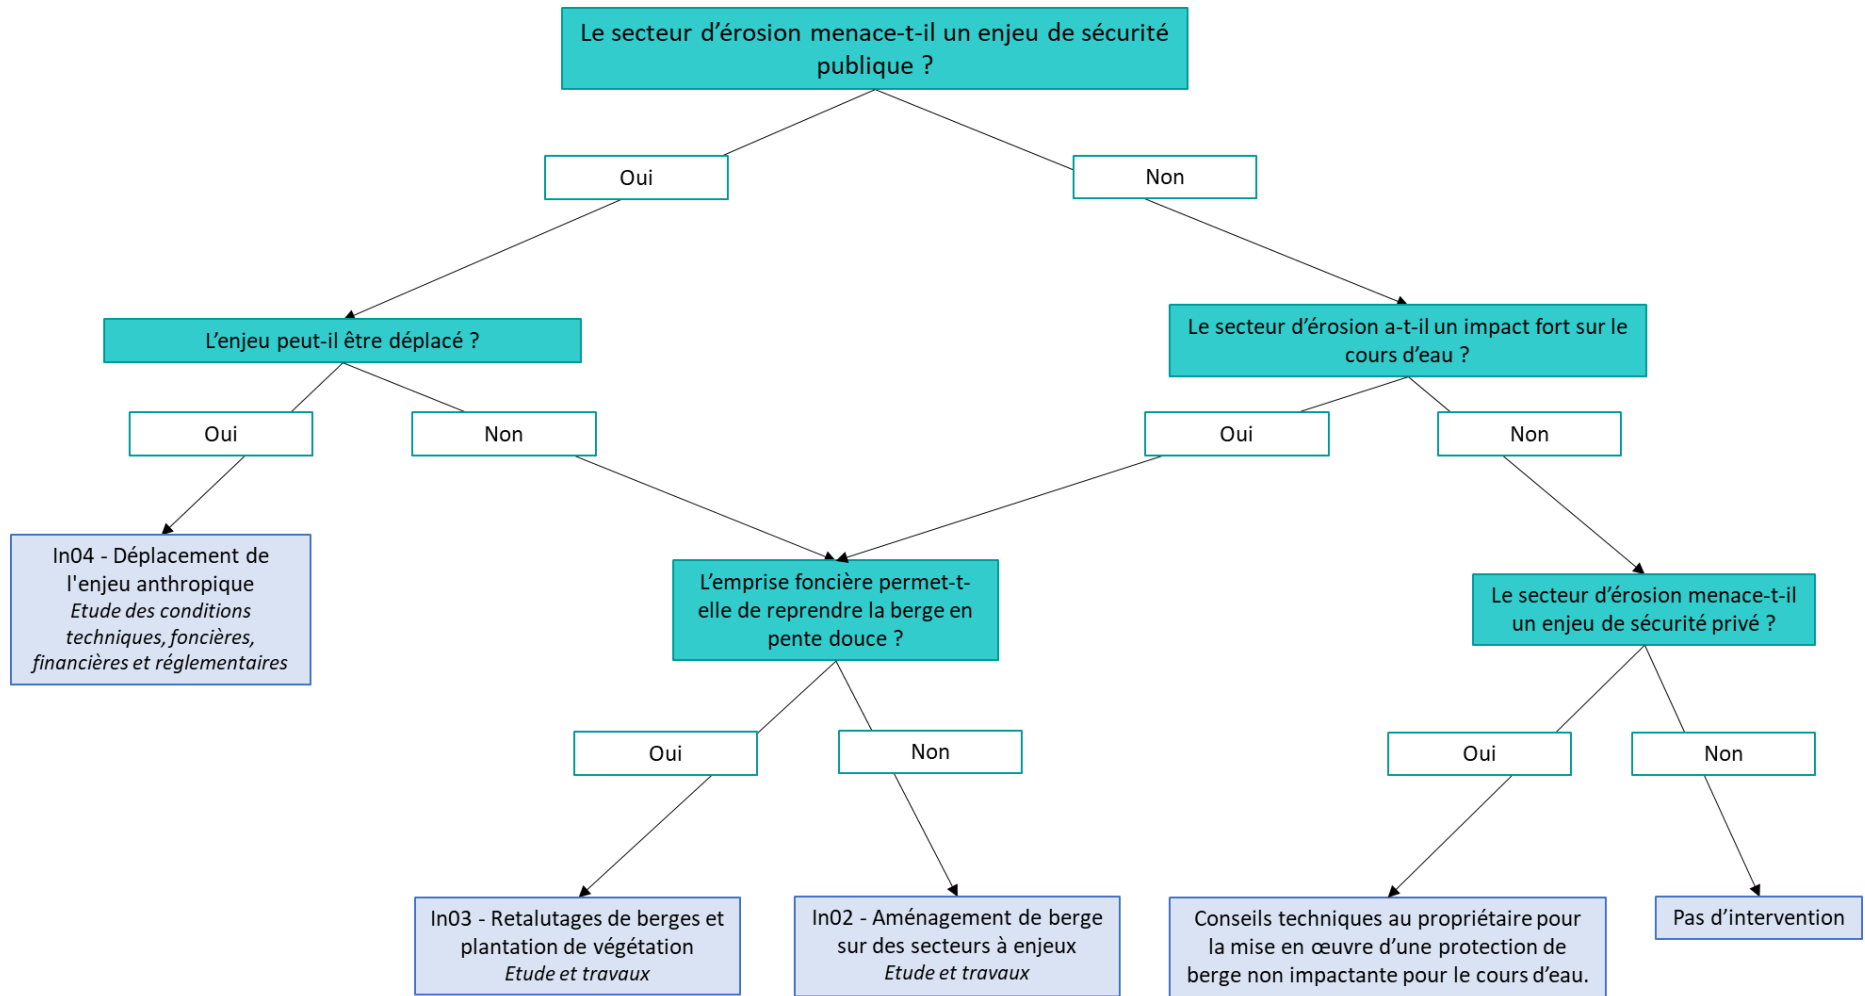 Le secteur d’érosion menace-t-il un enjeu de sécurité
publique ?
Oui
Non
L’enjeu peut-il être déplacé ?
Le secteur d’érosion a-t-il un impact fort sur le
cours d’eau ?
Oui
Non
Oui
Non
In04 - Déplacement de
l'enjeu anthropique
Etude des conditions
techniques, foncières,
financières et réglementaires
L’emprise foncière permet-t-
elle de reprendre la berge en
pente douce ?
Le secteur d’érosion menace-t-il
un enjeu de sécurité privé ?
Oui
Non
Oui
Non
In03 - Retalutages de berges et
plantation de végétation
Etude et travaux
In02 - Aménagement de berge
sur des secteurs à enjeux
Etude et travaux
Conseils techniques au propriétaire pour
la mise en œuvre d’une protection de
berge non impactante pour le cours d’eau.
Pas d’intervention